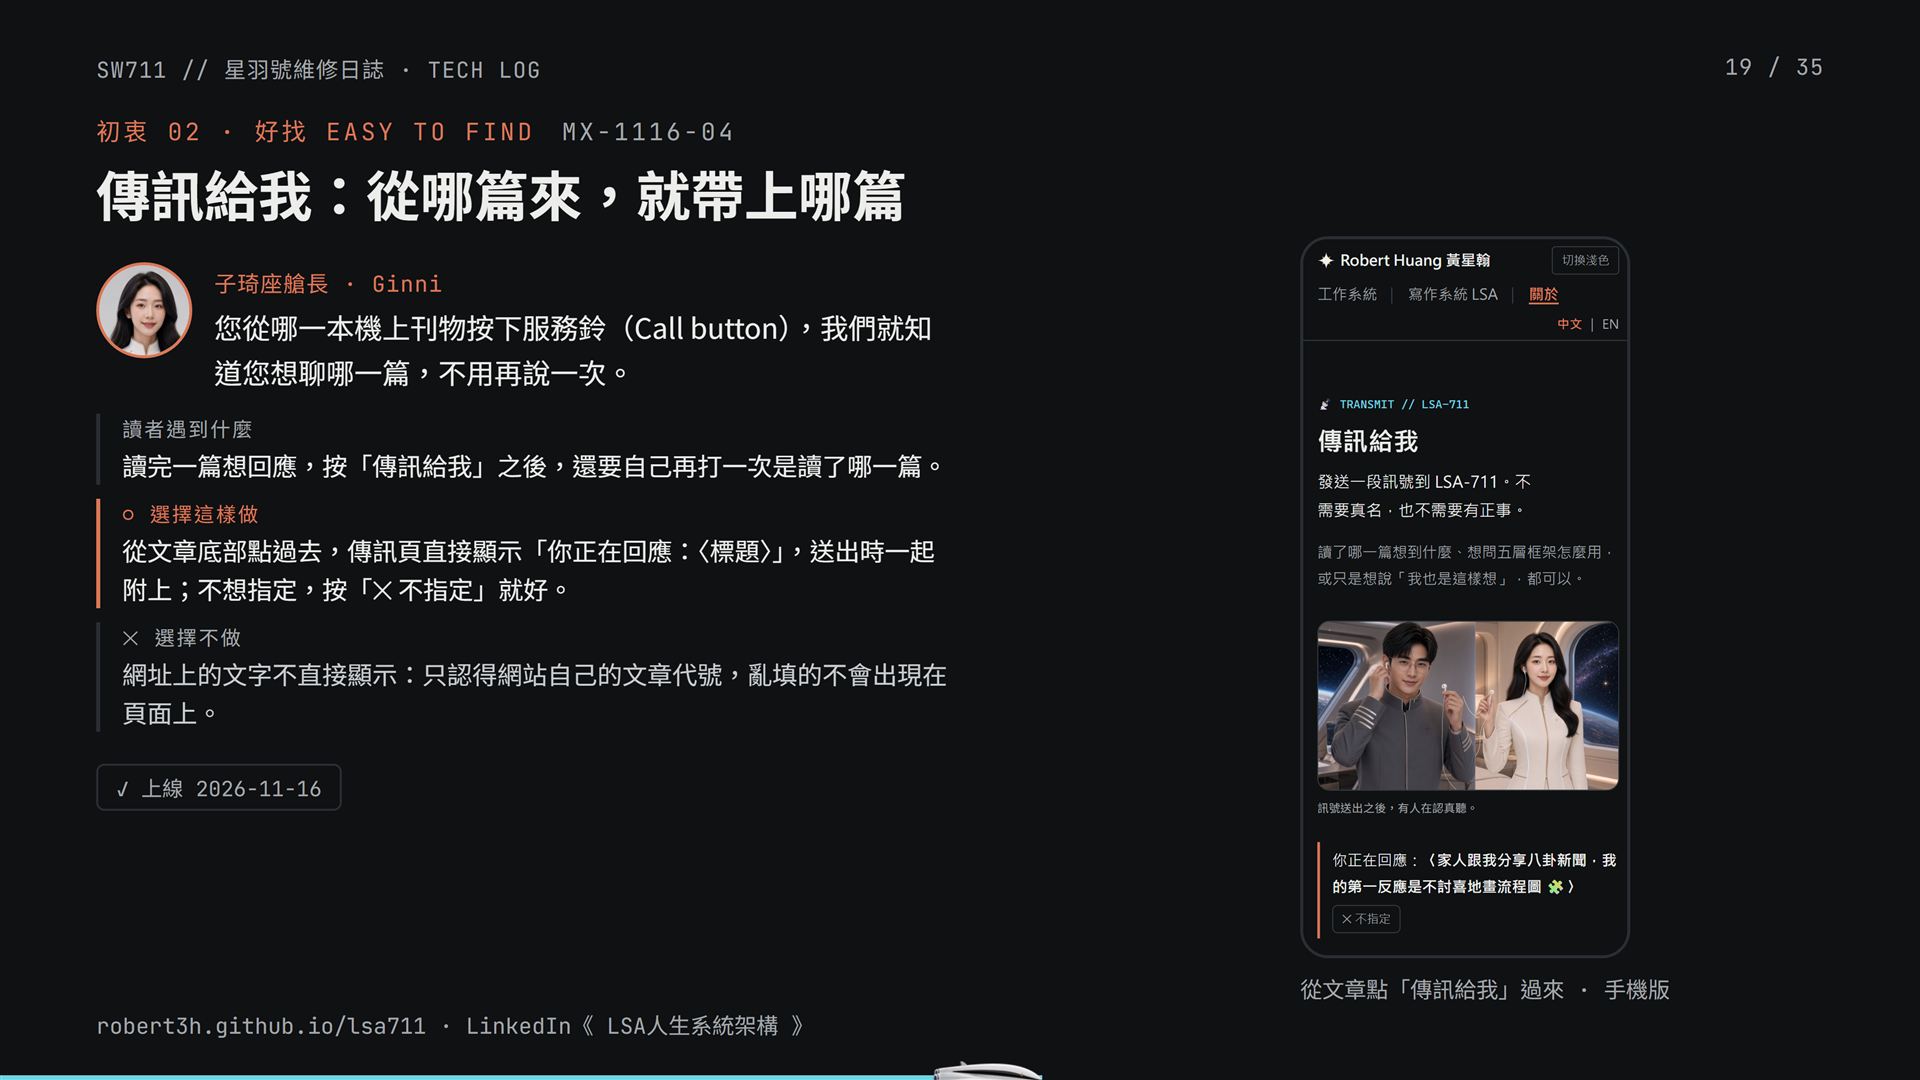 SW711 // 星羽號維修日誌 · TECH LOG
19 / 35
初衷 02 · 好找 EASY TO FIND MX-1116-04
傳訊給我：從哪篇來，就帶上哪篇
子琦座艙長 · Ginni
您從哪一本機上刊物按下服務鈴（Call button），我們就知
道您想聊哪一篇，不用再說一次。
讀者遇到什麼
讀完一篇想回應，按「傳訊給我」之後，還要自己再打一次是讀了哪一篇。
○ 選擇這樣做
從文章底部點過去，傳訊頁直接顯示「你正在回應：〈標題〉」，送出時一起
附上；不想指定，按「✕ 不指定」就好。
✕ 選擇不做
網址上的文字不直接顯示：只認得網站自己的文章代號，亂填的不會出現在
頁面上。
✓ 上線 2026-11-16
robert3h.github.io/lsa711 · LinkedIn《 LSA人生系統架構 》
✦ Robert Huang 黃星翰
切換淺色
工作系統 | 寫作系統 LSA | 關於
中文 | EN
TRANSMIT // LSA-711
傳訊給我
發送一段訊號到 LSA-711。不
需要真名，也不需要有正事。
讀了哪一篇想到什麼、想問五層框架怎麼用，
或只是想說「我也是這樣想」，都可以。
訊號送出之後，有人在認真聽。
你正在回應：〈家人跟我分享八卦新聞，我
的第一反應是不討喜地畫流程圖 🧩〉
✕ 不指定
從文章點「傳訊給我」過來 · 手機版